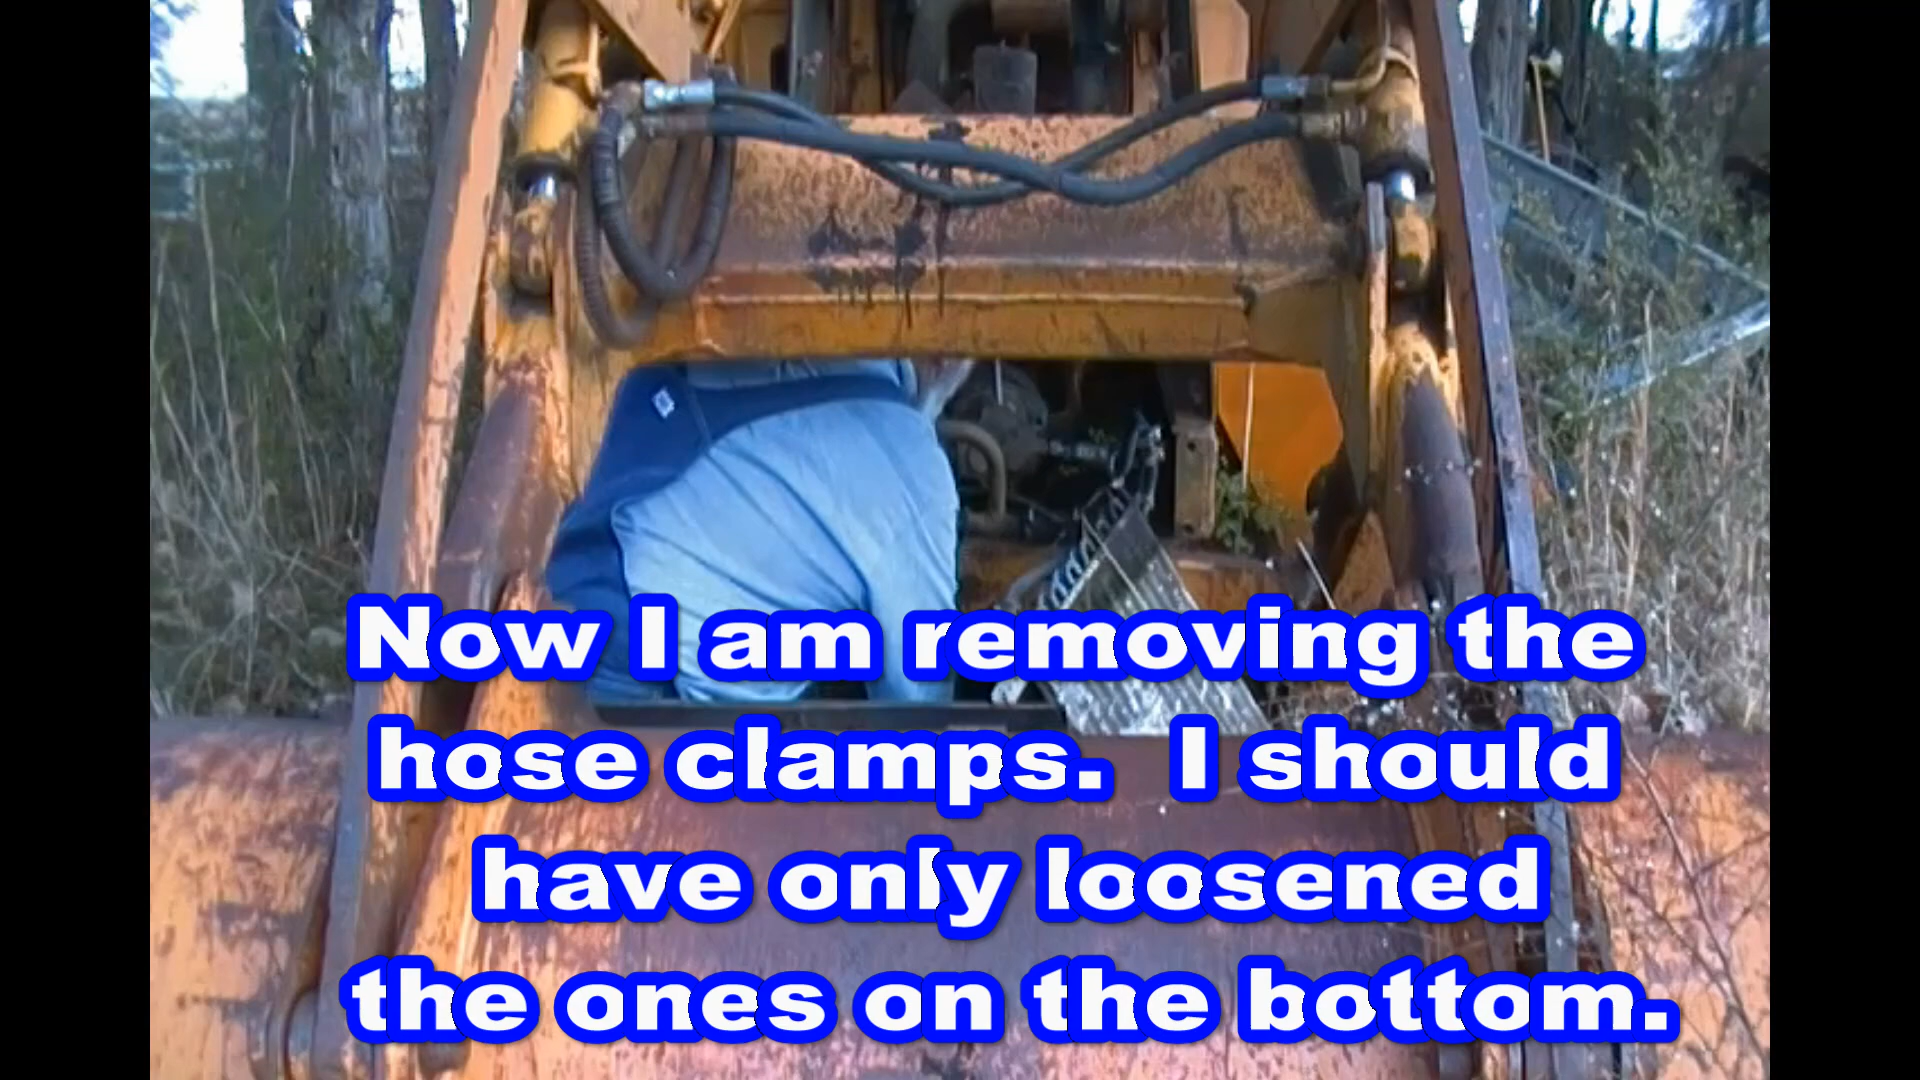 Now I am removing the
hose clamps.  I should
have only loosened
the ones on the bottom.